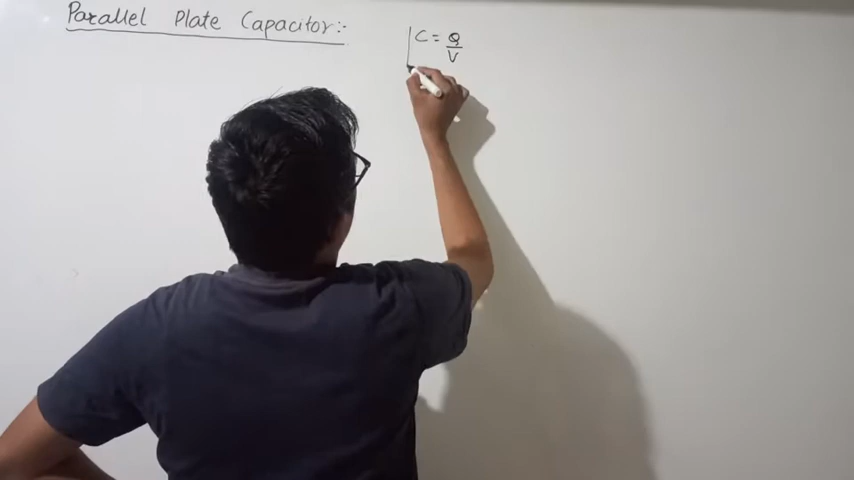 Parallel Plate Capacitor:-
C = Q/V